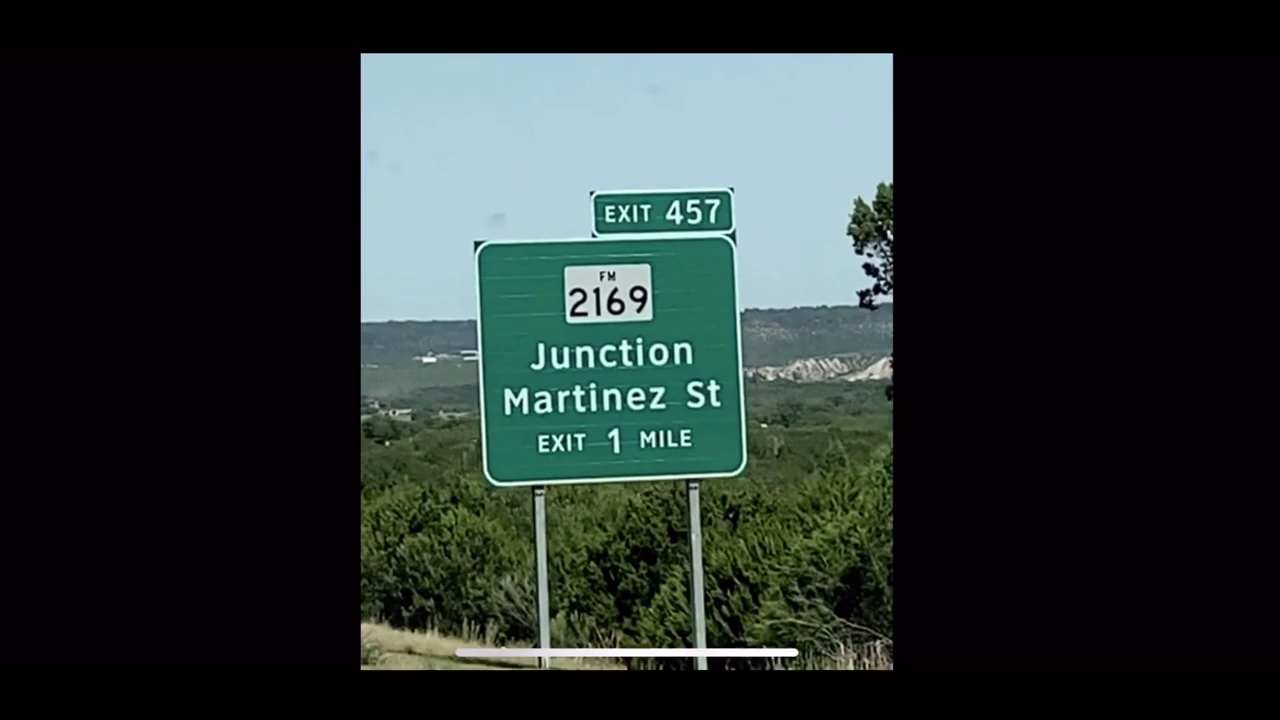 EXIT 457
FM
2169
Junction
Martinez St
EXIT 1 MILE